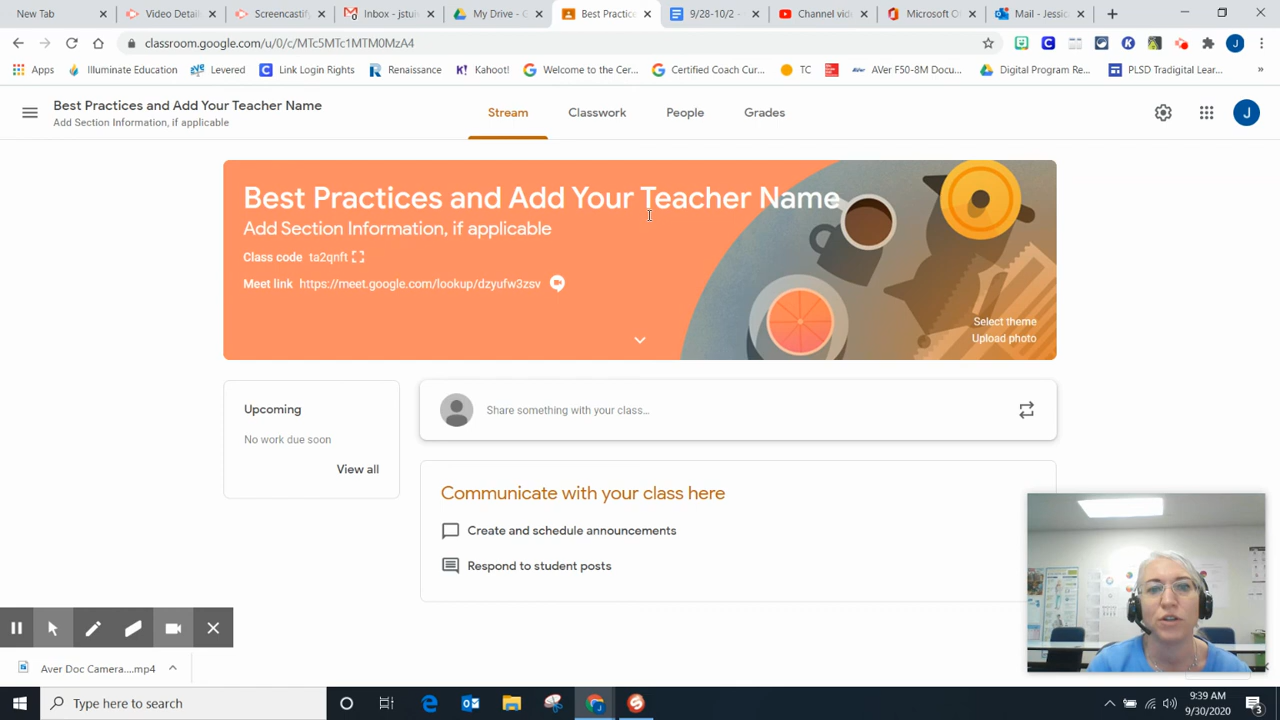 New Tab
Video Detail
Screencastif
Gmail Inbox - jstu
My Drive - G
Best Practice
9/28-10/2 -
Channel vide
Microsoft O
Mail - Jessic
classroom.google.com/u/0/c/MTc5MTc1MTM0MzA4
Apps
Illuminate Education
Levered
Link Login Rights
Renaissance
Kahoot!
Welcome to the Cer...
Certified Coach Cur...
TC
AVer F50-8M Docu...
Digital Program Re...
PLSD Tradigital Lear...
Best Practices and Add Your Teacher Name
Add Section Information, if applicable
Stream
Classwork
People
Grades
J
Best Practices and Add Your Teacher Name
Add Section Information, if applicable
Class code ta2qnft
Meet link https://meet.google.com/lookup/dzyufw3zsv
Select theme
Upload photo
Upcoming
No work due soon
View all
Share something with your class...
Communicate with your class here
Create and schedule announcements
Respond to student posts
Aver Doc Camera....mp4
Type here to search
9:39 AM
9/30/2020
3